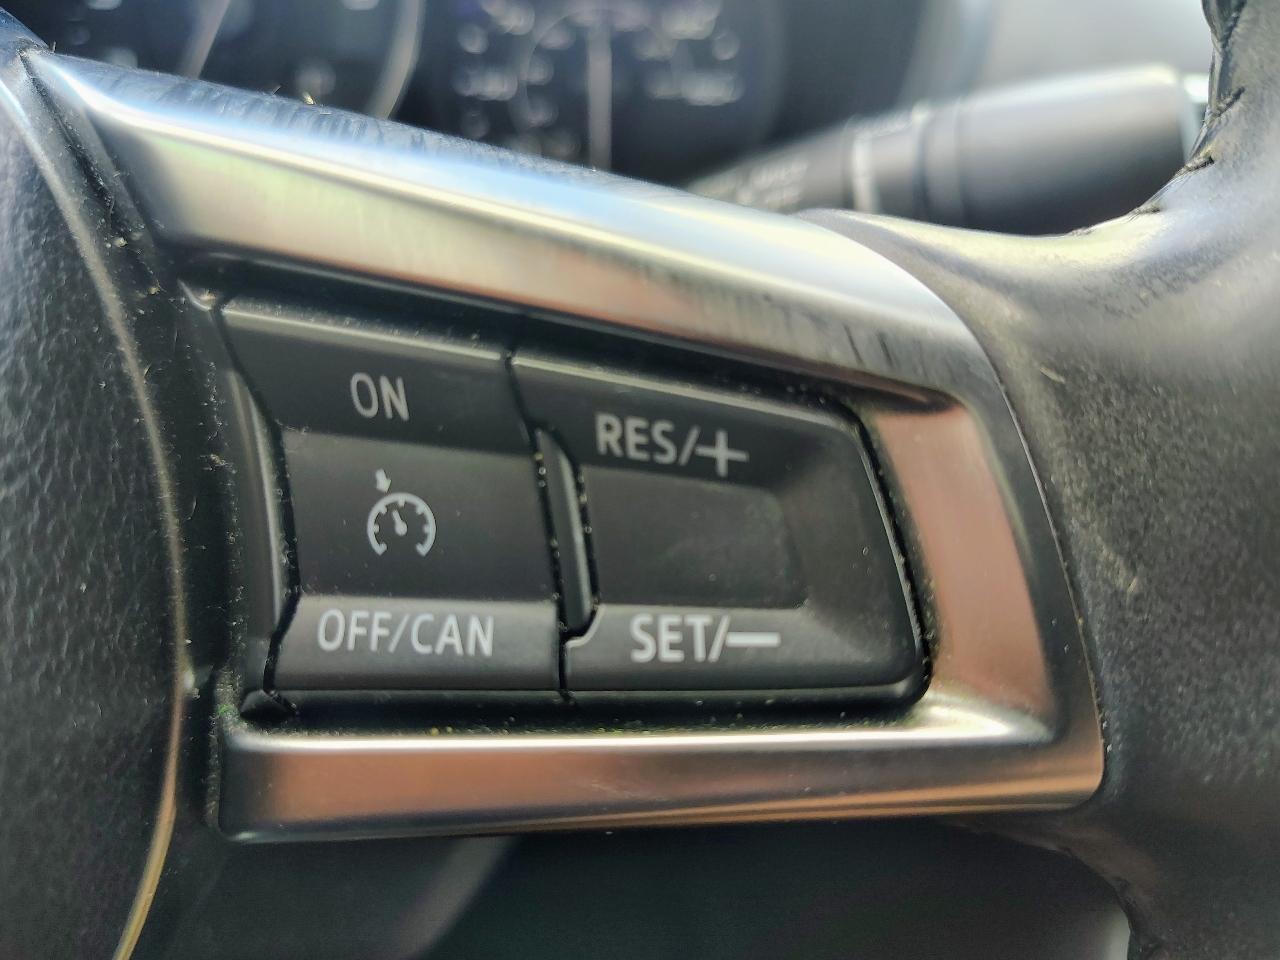 ON
RES/+
OFF/CAN
SET/—